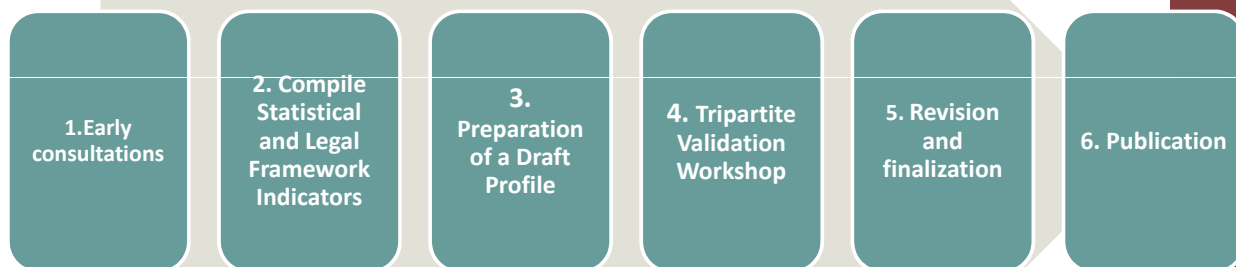 1.Early
consultations
2. Compile
Statistical
and Legal
Framework
Indicators
3.
Preparation
of a Draft
Profile
4. Tripartite
Validation
Workshop
5. Revision
and
finalization
6. Publication